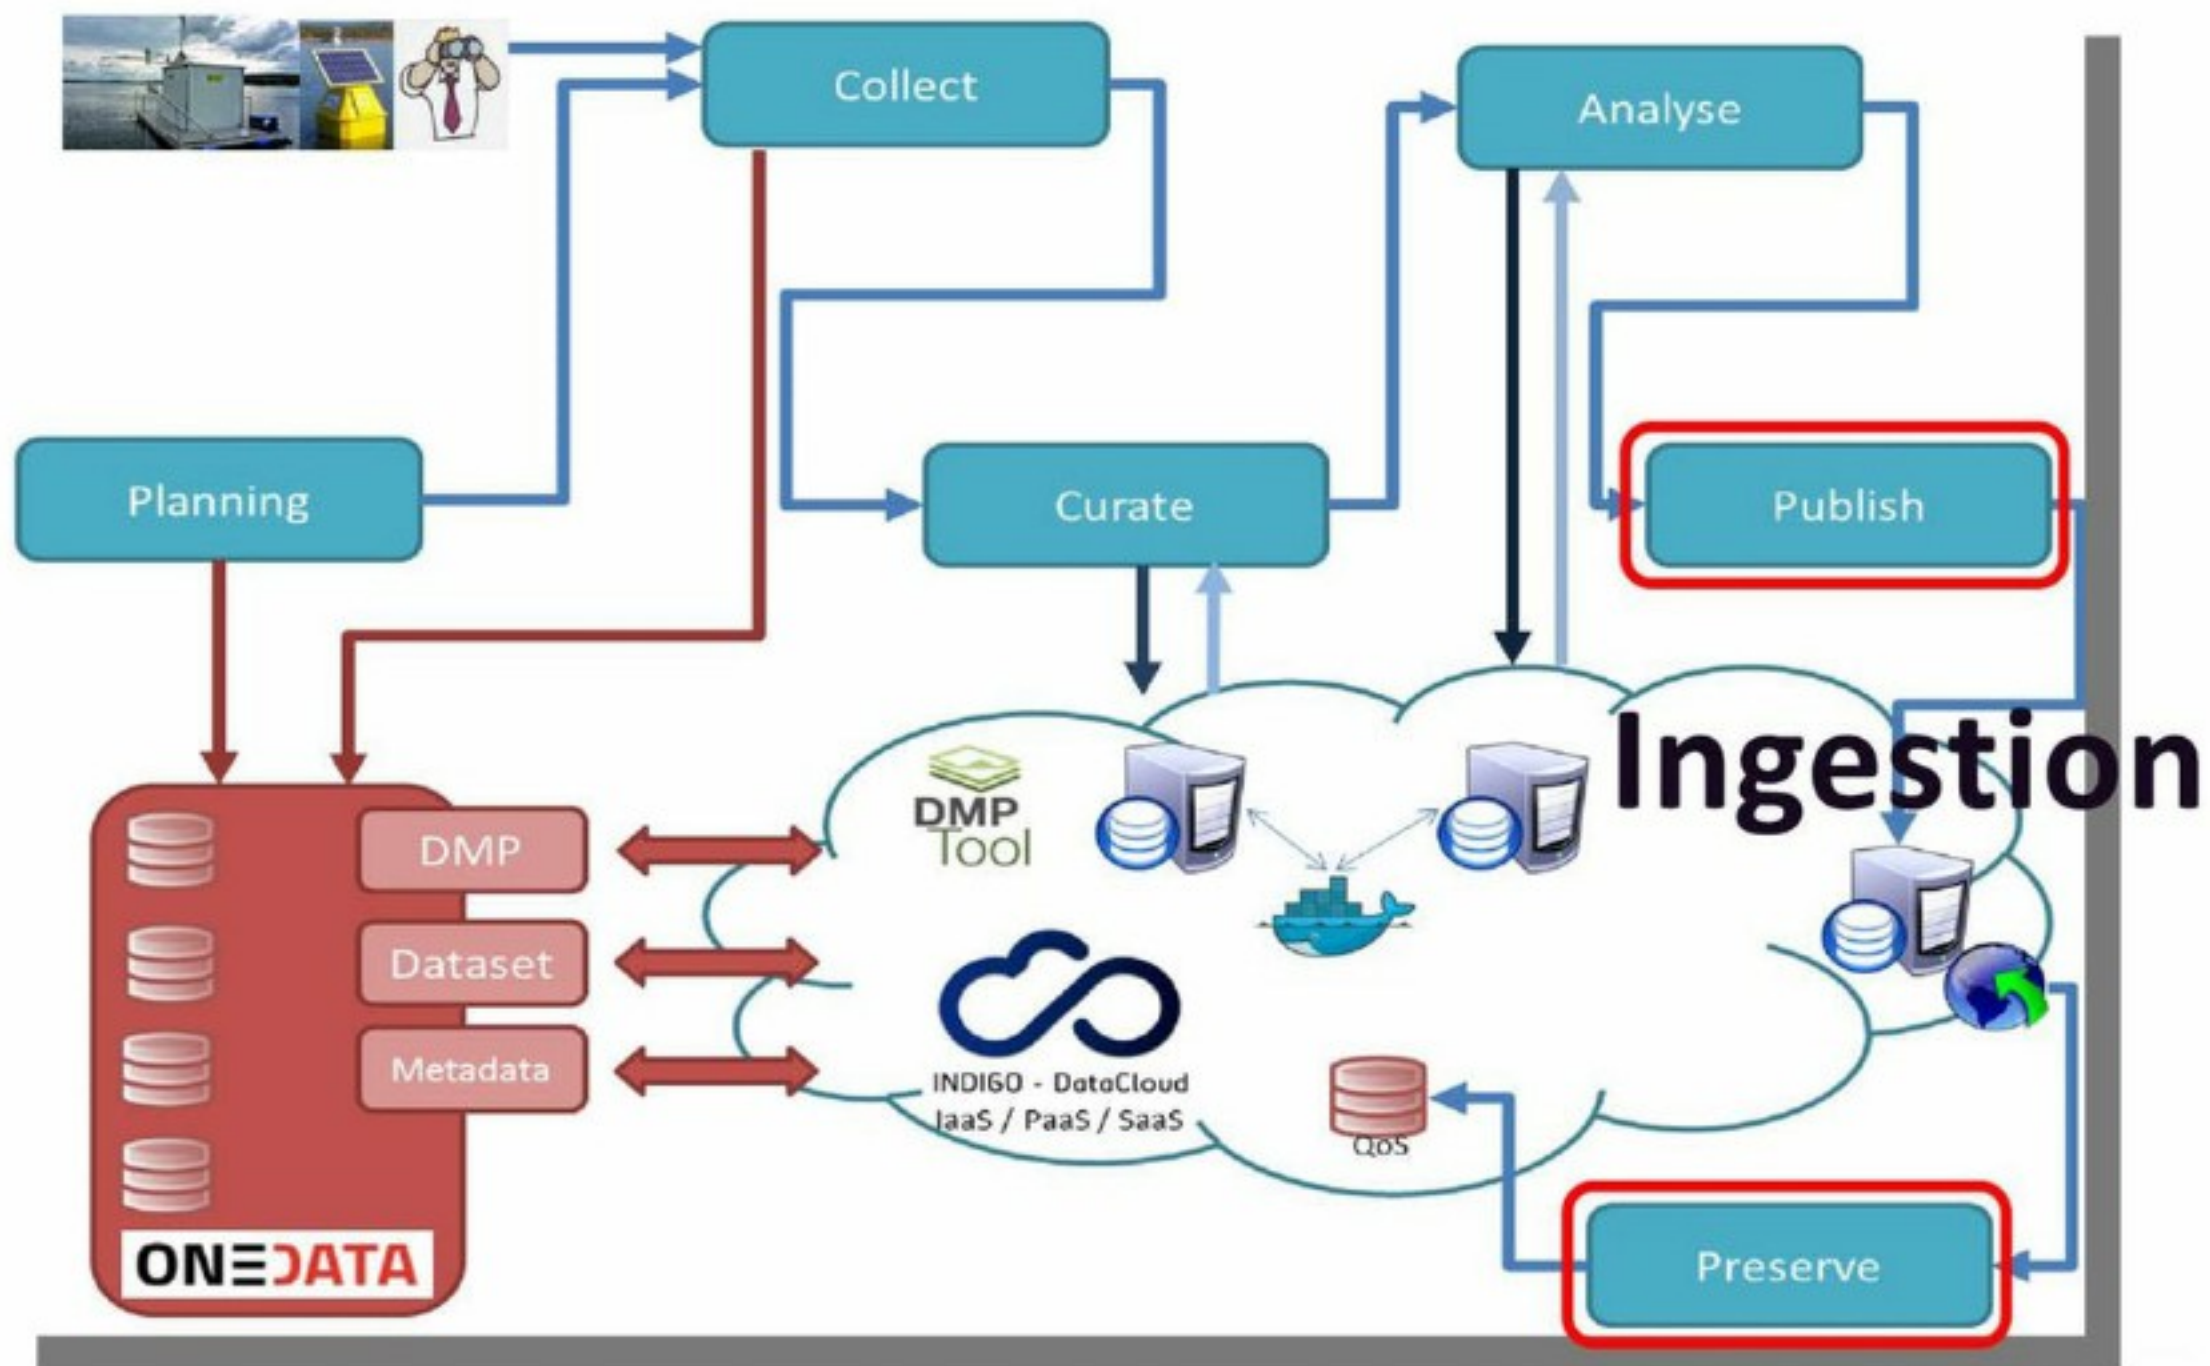 Collect
Analyse
Planning
Curate
Publish
Ingestion
DMP
Tool
DMP
Dataset
Metadata
INDIGO - DataCloud
IaaS / PaaS / SaaS
QoS
ONEDATA
Preserve